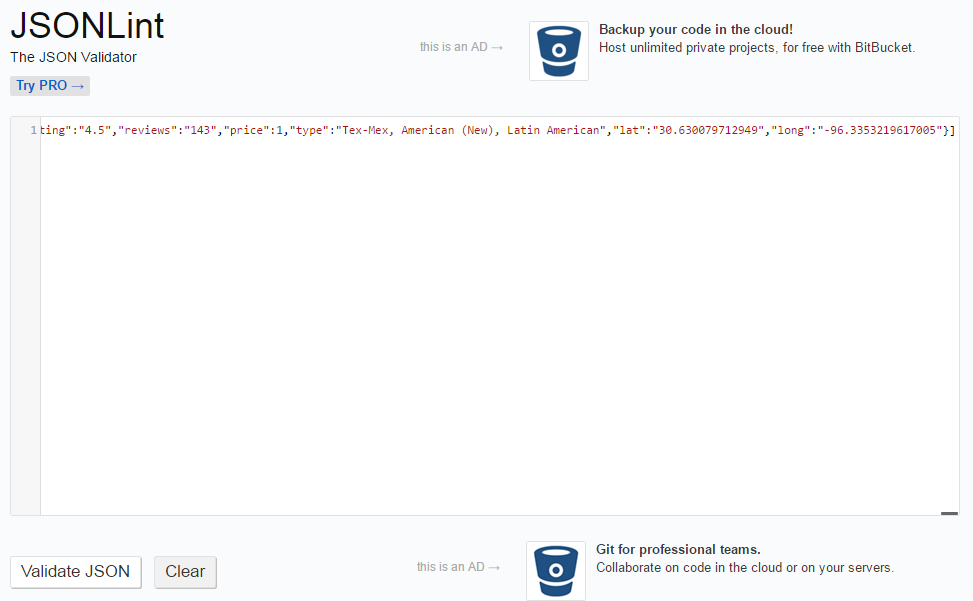 JSONLint
The JSON Validator
Try PRO →
this is an AD →
Backup your code in the cloud!
Host unlimited private projects, for free with BitBucket.
1 ting":"4.5","reviews":"143","price":1,"type":"Tex-Mex, American (New), Latin American","lat":"30.630079712949","long":"-96.3353219617005"}]
Validate JSON
Clear
this is an AD →
Git for professional teams.
Collaborate on code in the cloud or on your servers.